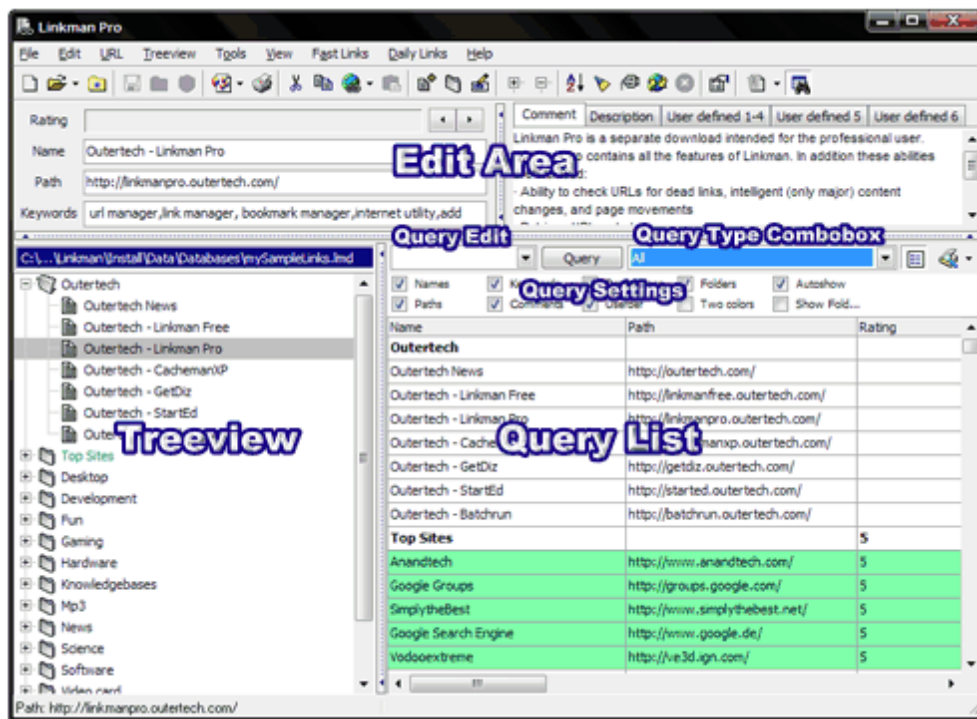 Linkman Pro
File Edit URL Treeview Tools View Fast Links Daily Links Help
Rating
Name Outertech - Linkman Pro
Path http://linkmanpro.outertech.com/
Keywords url manager,link manager, bookmark manager,internet utility,add
Comment Description User defined 1-4 User defined 5 User defined 6
Linkman Pro is a separate download intended for the professional user.
contains all the features of Linkman. In addition these abilities
· Ability to check URLs for dead links, intelligent (only major) content
changes, and page movements
Edit Area
Query Edit
Query Type Combobox
C:\...\Linkman\Install\Data\Databases\mySampleLinks.lmd
Query All
Names Folders Autoshow
Paths Comments Two colors Show Fold...
Query Settings
Outertech
Outertech News
Outertech - Linkman Free
Outertech - Linkman Pro
Outertech - CachemanXP
Outertech - GetDiz
Outertech - StartEd
Top Sites
Desktop
Development
Fun
Gaming
Hardware
Knowledgebases
Mp3
News
Science
Software
Video card
Treeview
Name Path Rating
Outertech
Outertech News http://outertech.com/
Outertech - Linkman Free http://linkmanfree.outertech.com/
Outertech - Linkman Pro http://linkmanpro.outertech.com/
Outertech -
Outertech - GetDiz http://getdiz.outertech.com/
Outertech - StartEd http://started.outertech.com/
Outertech - Batchrun http://batchrun.outertech.com/
Top Sites 5
Anandtech http://www.anandtech.com/ 5
Google Groups http://groups.google.com/ 5
SimplytheBest http://www.simplythebest.net/ 5
Google Search Engine http://www.google.de/ 5
Vodooextreme http://ve3d.ign.com/ 5
Query List
Path: http://linkmanpro.outertech.com/